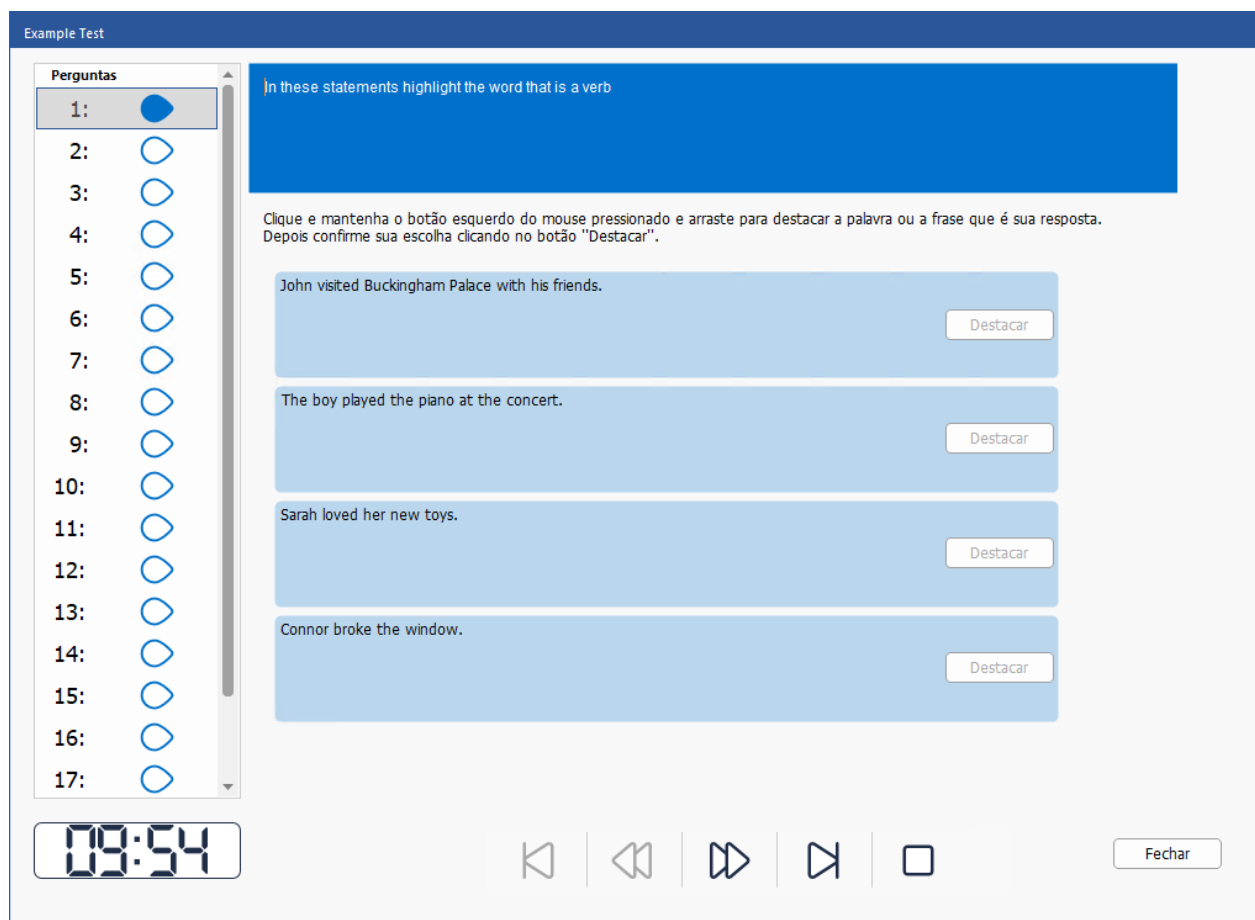 Example Test
Perguntas
1:
2:
3:
4:
5:
6:
7:
8:
9:
10:
11:
12:
13:
14:
15:
16:
17:
09:54
In these statements highlight the word that is a verb
Clique e mantenha o botão esquerdo do mouse pressionado e arraste para destacar a palavra ou a frase que é sua resposta.
Depois confirme sua escolha clicando no botão "Destacar".
John visited Buckingham Palace with his friends.
Destacar
The boy played the piano at the concert.
Destacar
Sarah loved her new toys.
Destacar
Connor broke the window.
Destacar
Fechar